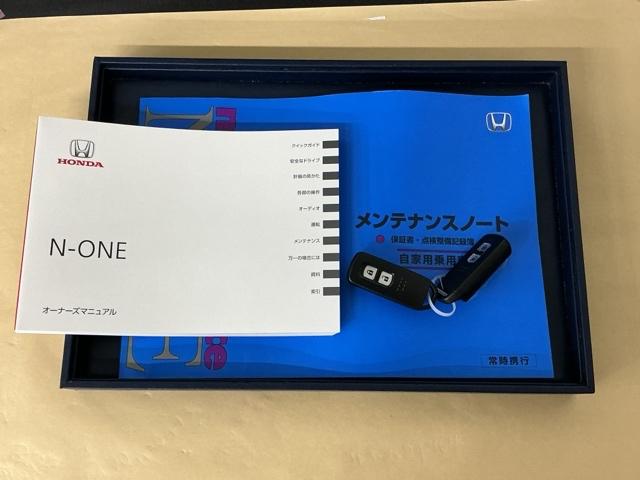 HONDA
N-ONE
オーナーズマニュアル
クイックガイド
安全なドライブ
計器の見かた
各部の操作
オーディオ
運転
メンテナンス
万一の場合には
資料
索引
メンテナンスノート
保証書・点検整備記録簿
自家用乗用
常時携行